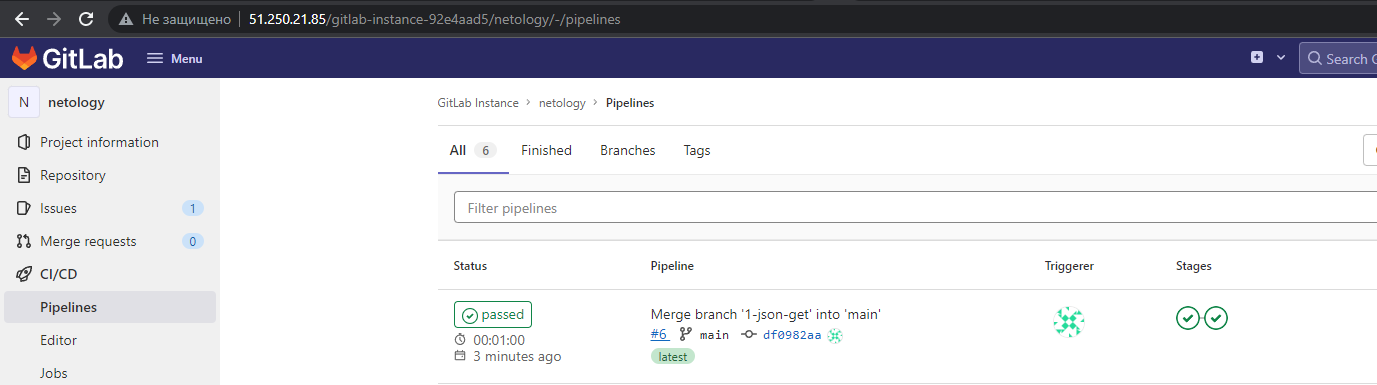 Не защищено 51.250.21.85/gitlab-instance-92e4aad5/netology/-/pipelines
GitLab Menu Search
N netology
Project information
Repository
Issues 1
Merge requests 0
CI/CD
Pipelines
Editor
Jobs
GitLab Instance > netology > Pipelines
All 6 Finished Branches Tags
Filter pipelines
Status Pipeline Triggerer Stages
passed
00:01:00
3 minutes ago
Merge branch '1-json-get' into 'main'
#6 main df0982aa
latest